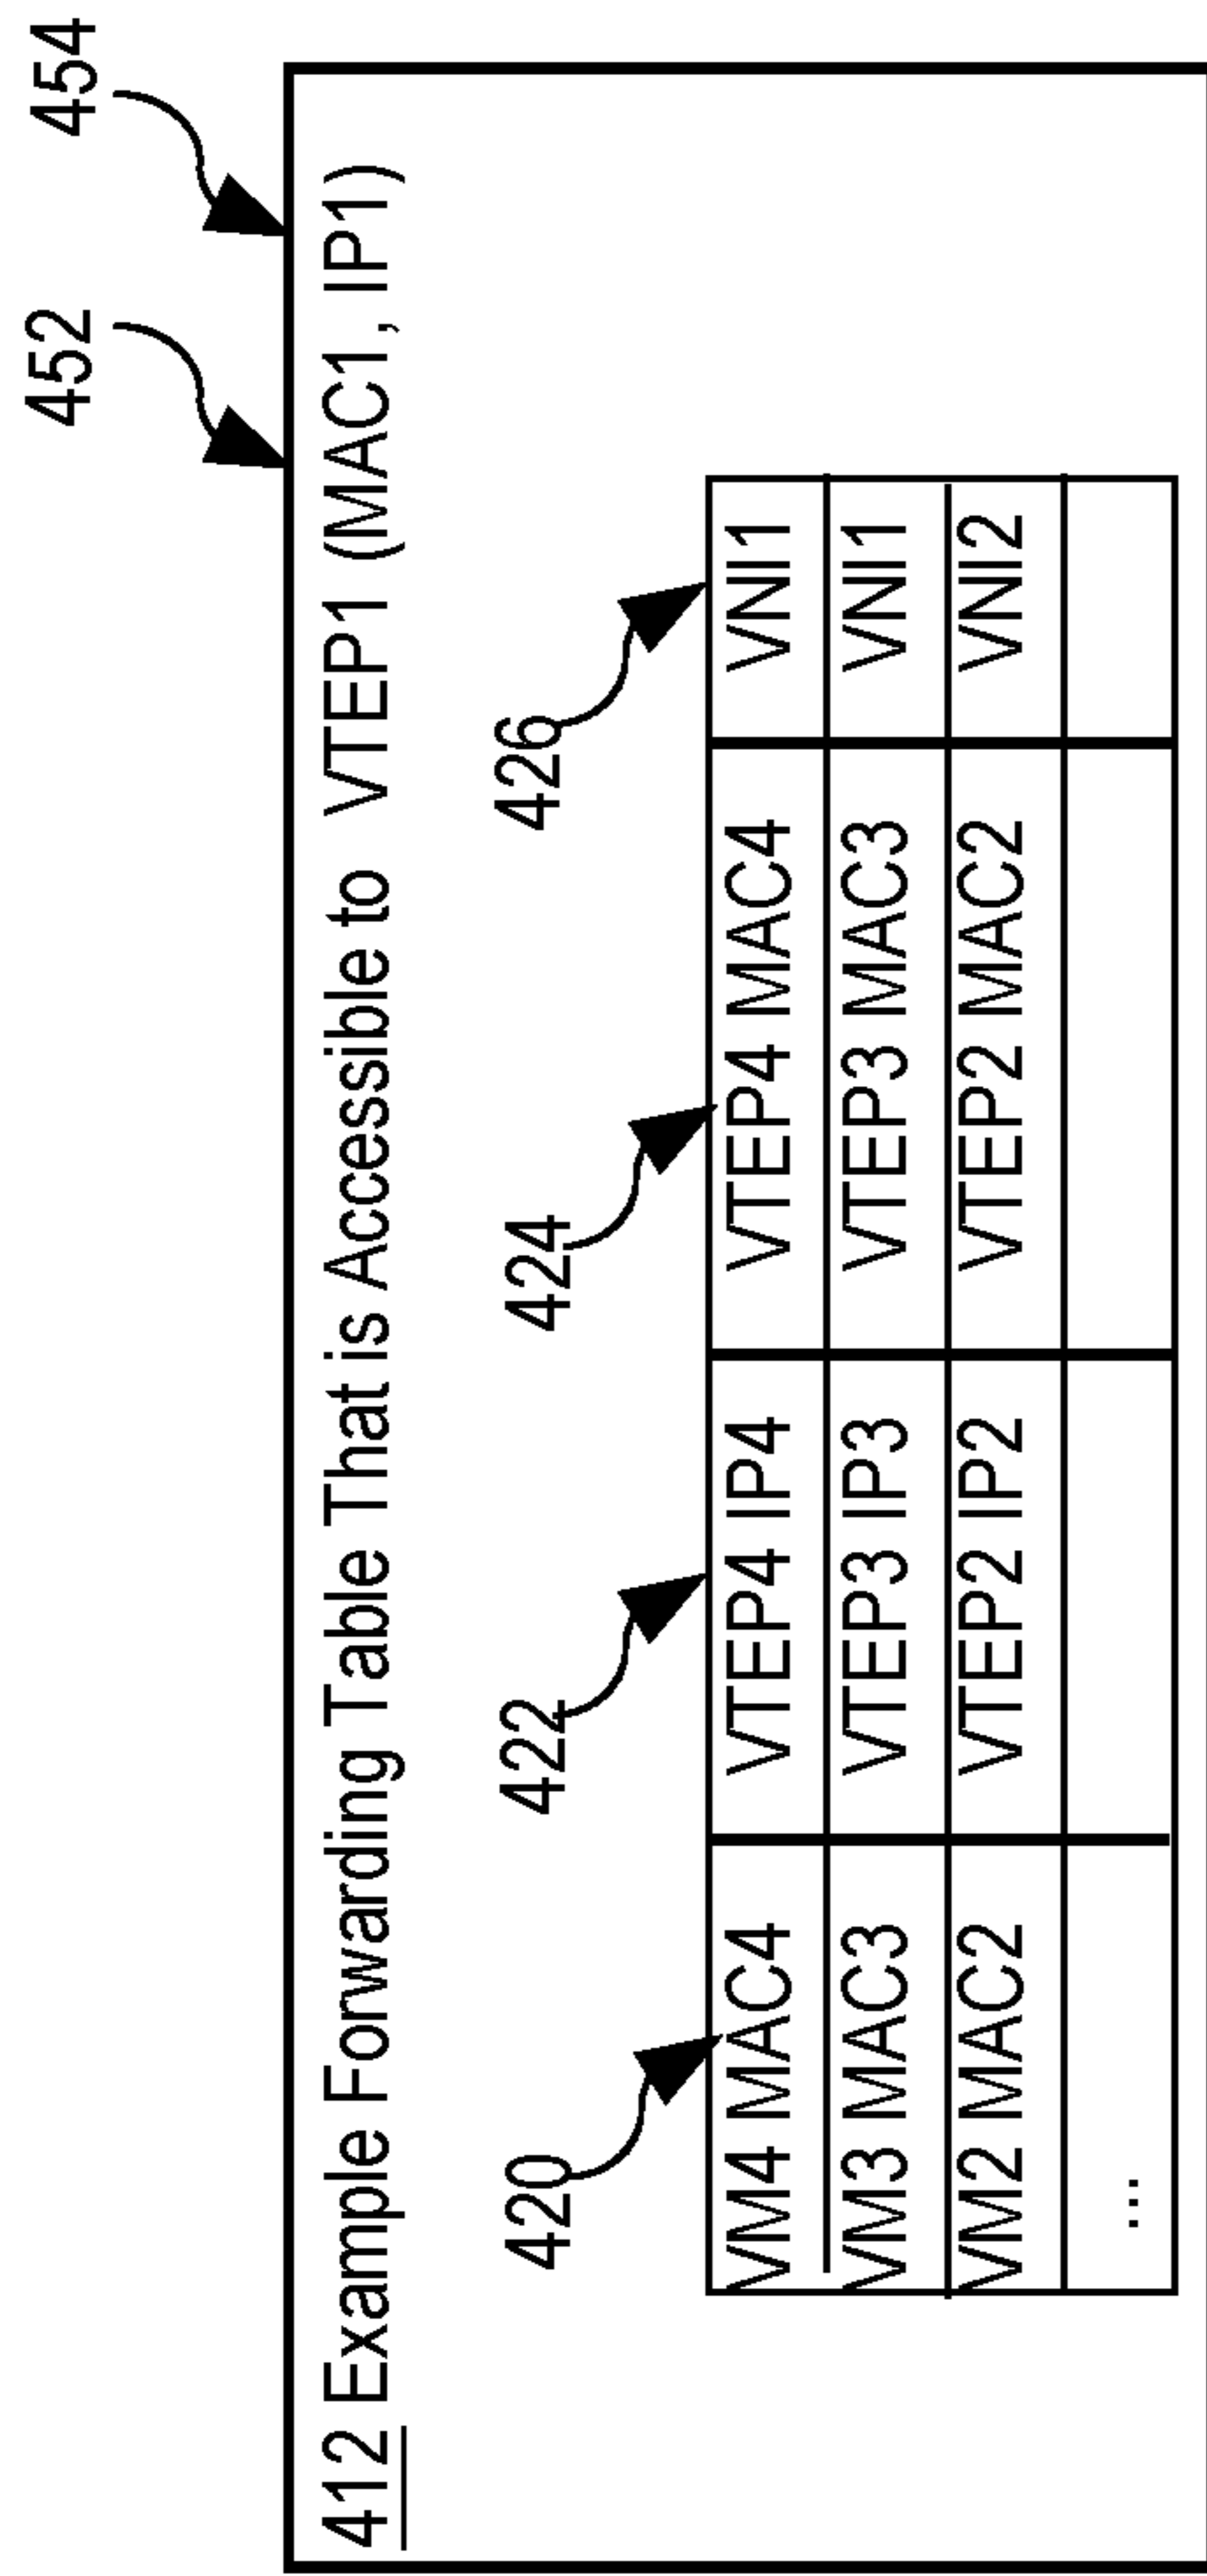 452 454
412 Example Forwarding Table That is Accessible to VTEP1 (MAC1, IP1)
420 422 424 426
VM4 MAC4 VTEP4 IP4 VTEP4 MAC4 VNI1
VM3 MAC3 VTEP3 IP3 VTEP3 MAC3 VNI1
VM2 MAC2 VTEP2 IP2 VTEP2 MAC2 VNI2
...